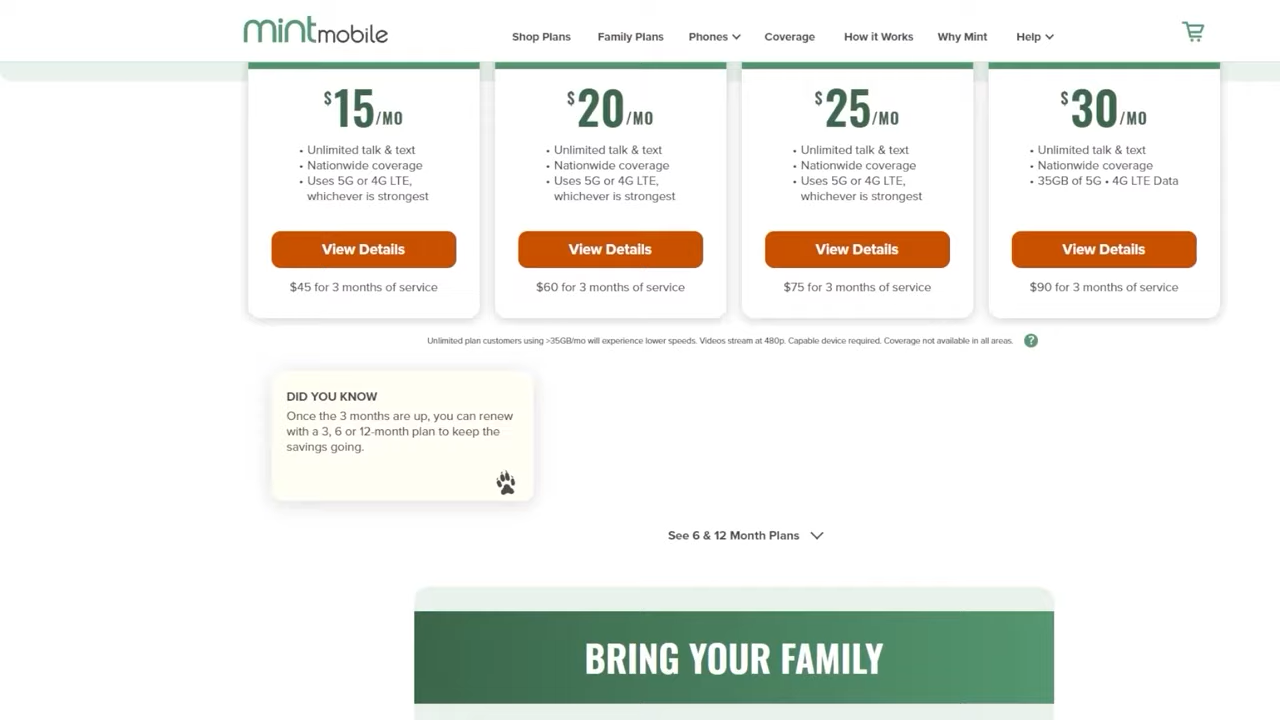 mintmobile
Shop Plans Family Plans Phones Coverage How it Works Why Mint Help
$15/MO
• Unlimited talk & text
• Nationwide coverage
• Uses 5G or 4G LTE,
whichever is strongest
View Details
$45 for 3 months of service
$20/MO
• Unlimited talk & text
• Nationwide coverage
• Uses 5G or 4G LTE,
whichever is strongest
View Details
$60 for 3 months of service
$25/MO
• Unlimited talk & text
• Nationwide coverage
• Uses 5G or 4G LTE,
whichever is strongest
View Details
$75 for 3 months of service
$30/MO
• Unlimited talk & text
• Nationwide coverage
• 35GB of 5G • 4G LTE Data
View Details
$90 for 3 months of service
Unlimited plan customers using >35GB/mo will experience lower speeds. Videos stream at 480p. Capable device required. Coverage not available in all areas. ?
DID YOU KNOW
Once the 3 months are up, you can renew
with a 3, 6 or 12-month plan to keep the
savings going.
See 6 & 12 Month Plans
BRING YOUR FAMILY